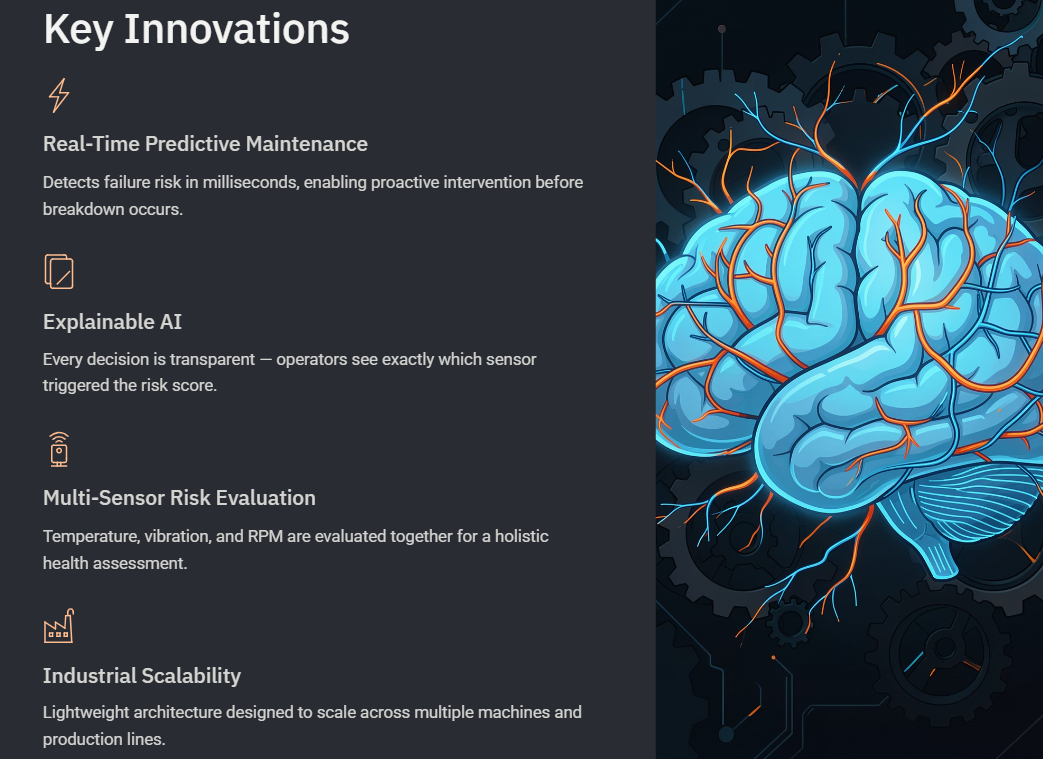 Key Innovations
Real-Time Predictive Maintenance
Detects failure risk in milliseconds, enabling proactive intervention before
breakdown occurs.
Explainable AI
Every decision is transparent — operators see exactly which sensor
triggered the risk score.
Multi-Sensor Risk Evaluation
Temperature, vibration, and RPM are evaluated together for a holistic
health assessment.
Industrial Scalability
Lightweight architecture designed to scale across multiple machines and
production lines.